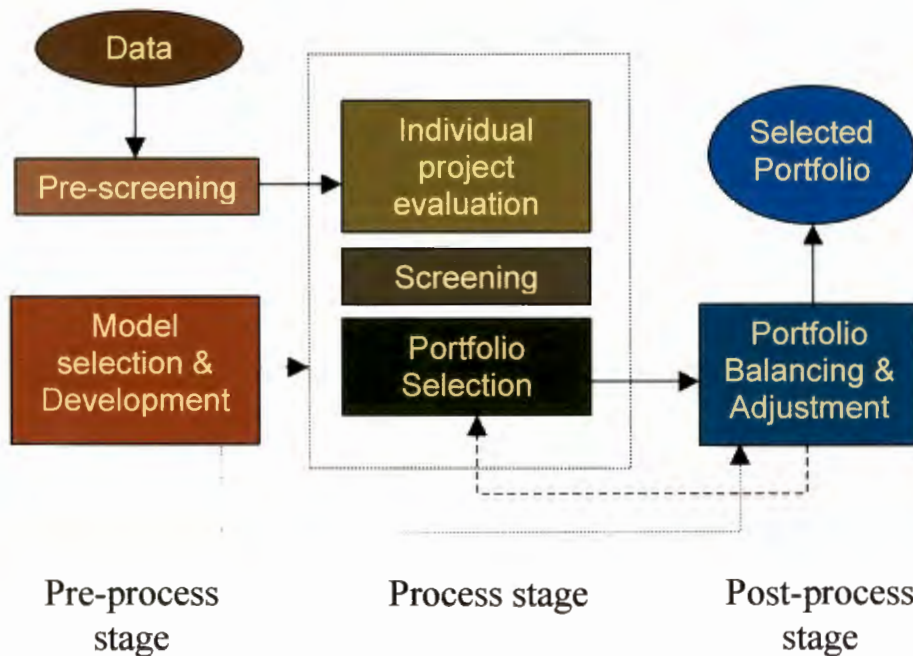 Data
Pre-screening
Model
selection &
Development
Individual
project
evaluation
Screening
Portfolio
Selection
Selected
Portfolio
Portfolio
Balancing &
Adjustment
Pre-process
stage
Process stage
Post-process
stage